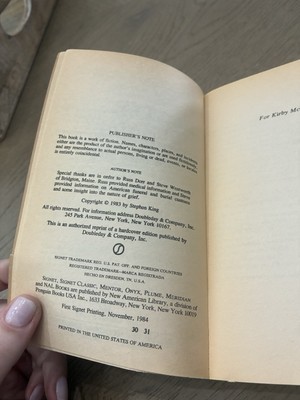 PUBLISHER'S NOTE
This book is a work of fiction. Names, characters, places, and incidents
either are the product of the author's imagination or are used fictitiously,
and any resemblance to actual persons, living or dead, events, or locales
is entirely coincidental.
AUTHOR'S NOTE
Special thanks are in order to Russ Dorr and Steve Wentworth
of Bridgton, Maine. Russ provided medical information and Steve
provided information on American funeral and burial customs
and some insight into the nature of grief.
Copyright © 1983 by Stephen King
All rights reserved. For information address Doubleday & Company, Inc.
245 Park Avenue, New York, New York 10167.
This is an authorized reprint of a hardcover edition published by
Doubleday & Company, Inc.
SIGNET TRADEMARK REG. U.S. PAT. OFF. AND FOREIGN COUNTRIES
REGISTERED TRADEMARK—MARCA REGISTRADA
HECHO EN DRESDEN, TN, U.S.A.
SIGNET, SIGNET CLASSIC, MENTOR, ONYX, PLUME, MERIDIAN
and NAL BOOKS are published by New American Library, a division of
Penguin Books USA Inc., 1633 Broadway, New York, New York 10019
First Signet Printing, November, 1984
30 31
PRINTED IN THE UNITED STATES OF AMERICA
For Kirby